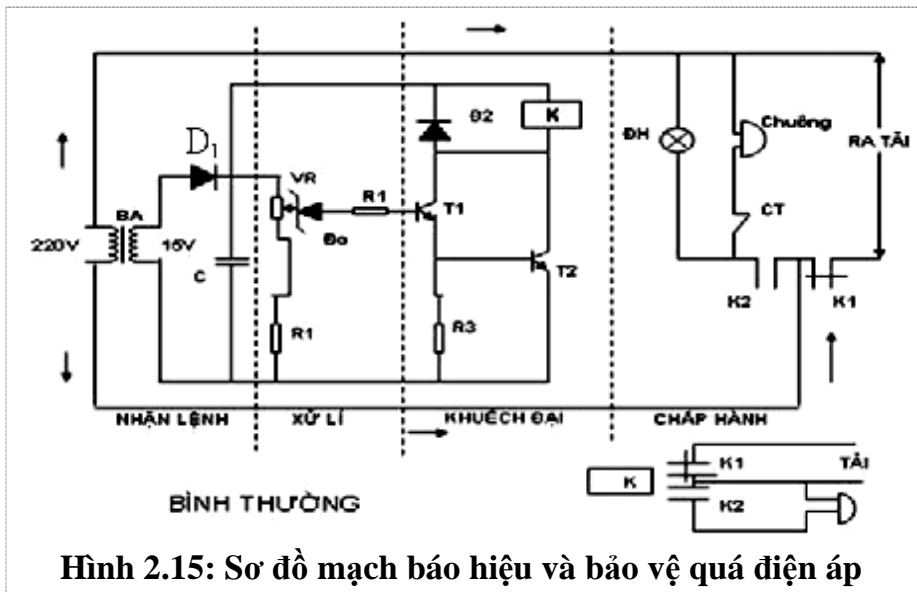 D1
Đ2
K
ĐH
Chuông
RA TẢI
VR
R1
T1
BA
220V
15V
Đo
CT
C
T2
K2
K1
R1
R3
NHẬN LỆNH
XỬ LÍ
KHUẾCH ĐẠI
CHẤP HÀNH
K1
TẢI
K
K2
BÌNH THƯỜNG
Hình 2.15: Sơ đồ mạch báo hiệu và bảo vệ quá điện áp